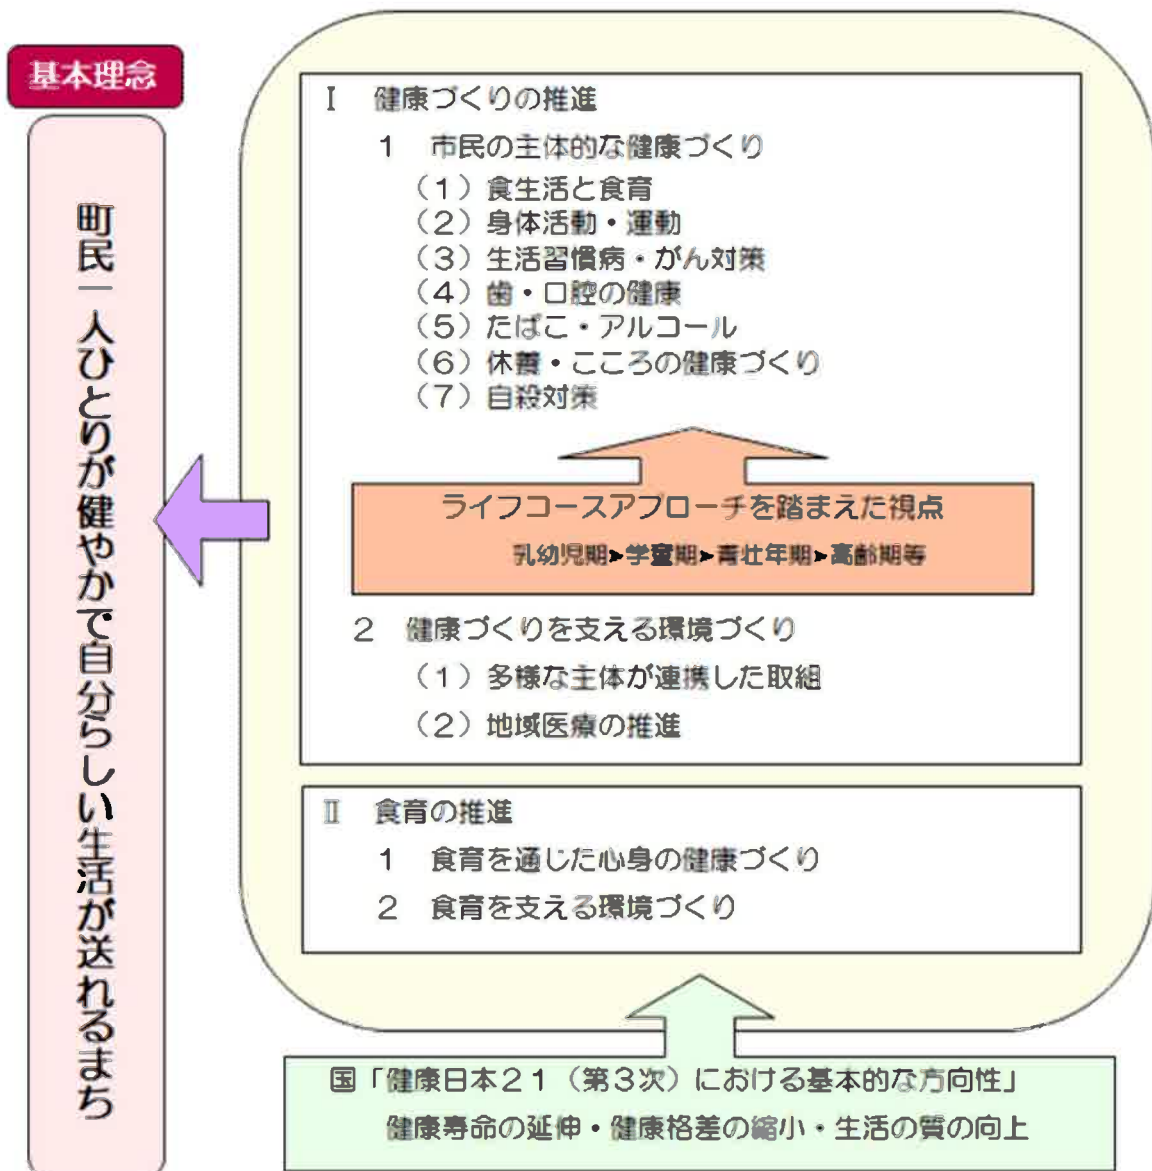 基本理念
町民一人ひとりが健やかで自分らしい生活が送れるまち
Ⅰ 健康づくりの推進
1 市民の主体的な健康づくり
(1)食生活と食育
(2)身体活動・運動
(3)生活習慣病・がん対策
(4)歯・口腔の健康
(5)たばこ・アルコール
(6)休養・こころの健康づくり
(7)自殺対策
ライフコースアプローチを踏まえた視点
乳幼児期➤学童期➤青壮年期➤高齢期等
2 健康づくりを支える環境づくり
(1)多様な主体が連携した取組
(2)地域医療の推進
Ⅱ 食育の推進
1 食育を通じた心身の健康づくり
2 食育を支える環境づくり
国「健康日本21(第3次)における基本的な方向性」
健康寿命の延伸・健康格差の縮小・生活の質の向上